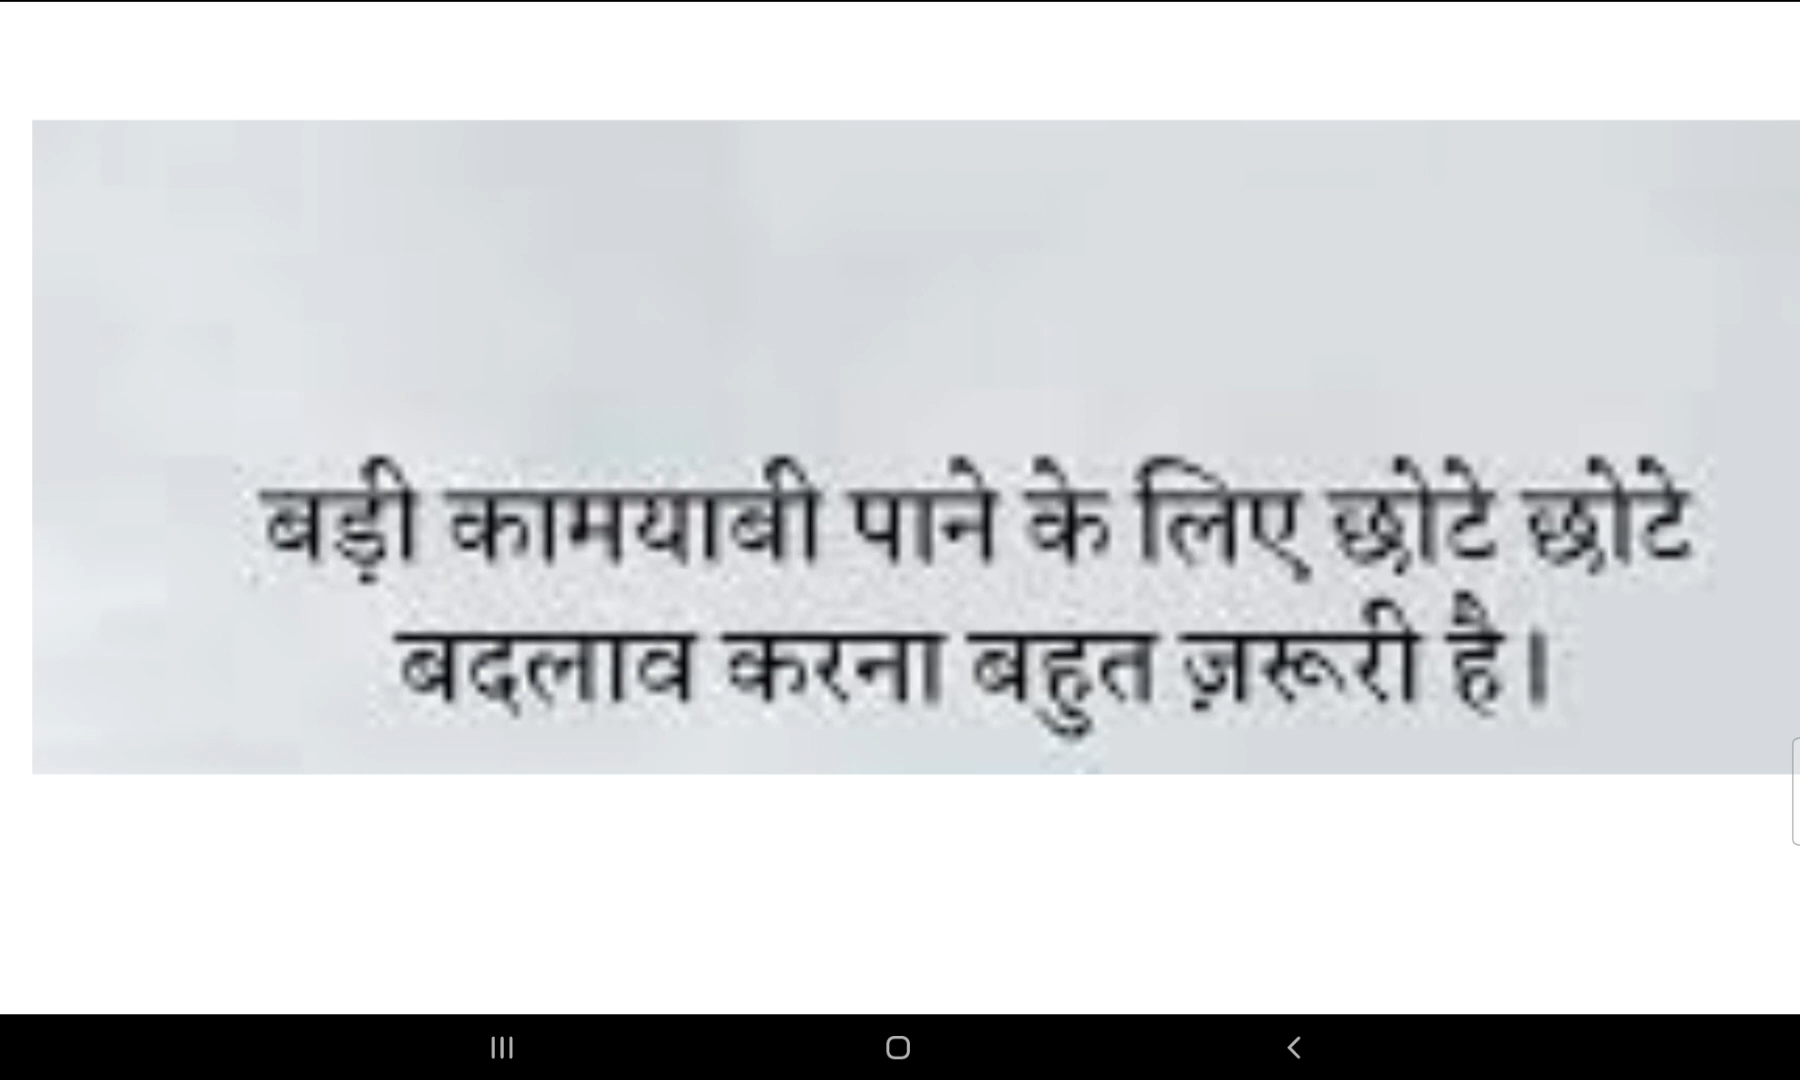 बड़ी कामयाबी पाने के लिए छोटे छोटे
बदलाव करना बहुत ज़रूरी है।